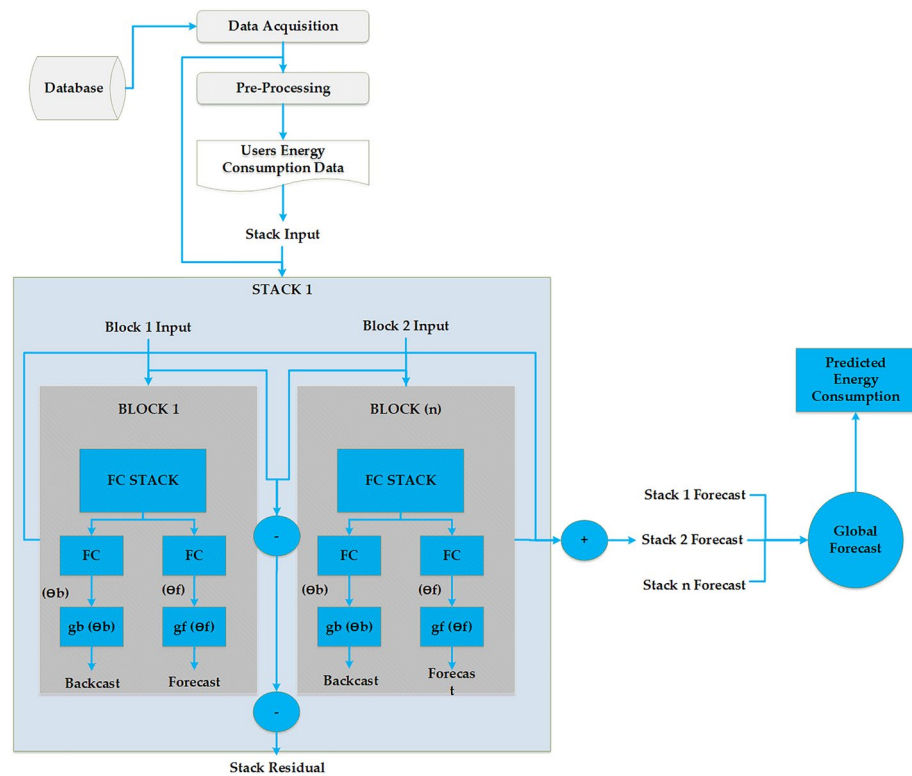 Data Acquisition
Database
Pre-Processing
Users Energy
Consumption Data
Stack Input
STACK 1
Block 1 Input
Block 2 Input
BLOCK 1
BLOCK (n)
FC STACK
FC STACK
-
FC
FC
FC
FC
(Θb)
(Θf)
(Θb)
(Θf)
gb (Θb)
gf (Θf)
gb (Θb)
gf (Θf)
Backcast
Forecast
Backcast
Forecas
t
-
Stack Residual
+
Stack 1 Forecast
Stack 2 Forecast
Stack n Forecast
Global
Forecast
Predicted
Energy
Consumption